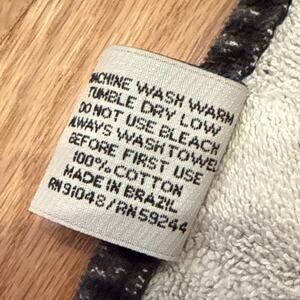 MACHINE WASH WARM
TUMBLE DRY LOW
DO NOT USE BLEACH
ALWAYS WASH TOWEL
BEFORE FIRST USE
100% COTTON
MADE IN BRAZIL
RN91048 / RN59244